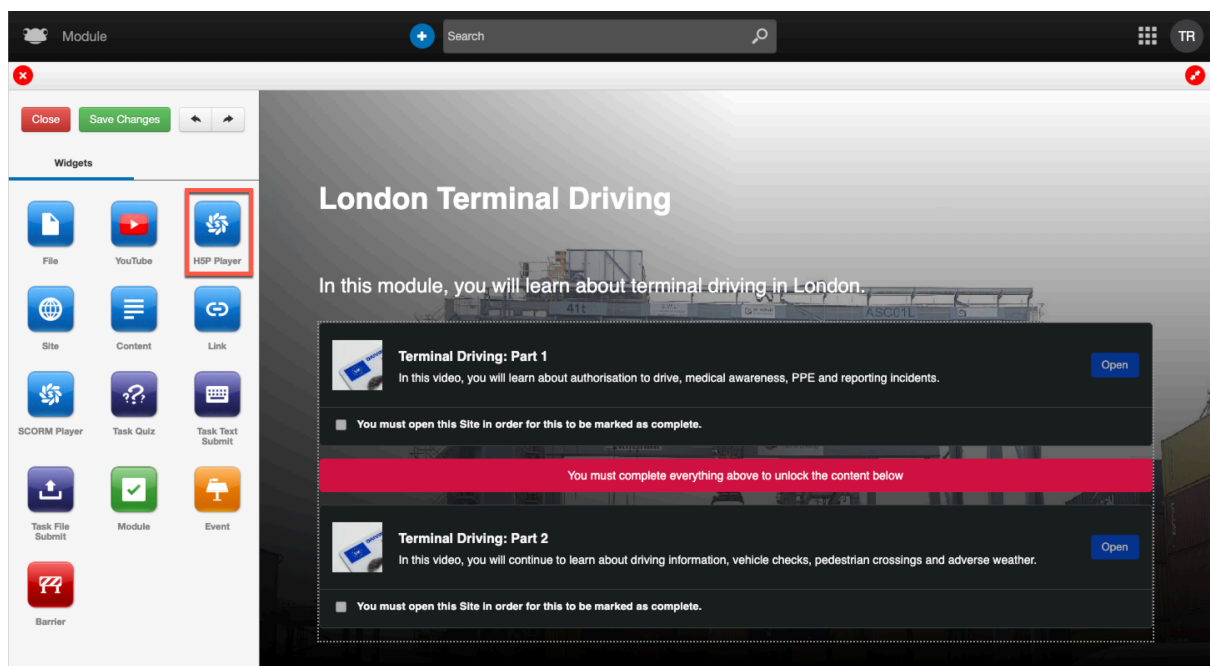 Module
Search
TR
Close
Save Changes
Widgets
File
YouTube
H5P Player
Site
Content
Link
SCORM Player
Task Quiz
Task Text
Submit
Task File
Submit
Module
Event
Barrier
London Terminal Driving
In this module, you will learn about terminal driving in London.
41t
ASC01L
Terminal Driving: Part 1
In this video, you will learn about authorisation to drive, medical awareness, PPE and reporting incidents.
Open
You must open this Site in order for this to be marked as complete.
You must complete everything above to unlock the content below
Terminal Driving: Part 2
In this video, you will continue to learn about driving information, vehicle checks, pedestrian crossings and adverse weather.
Open
You must open this Site in order for this to be marked as complete.